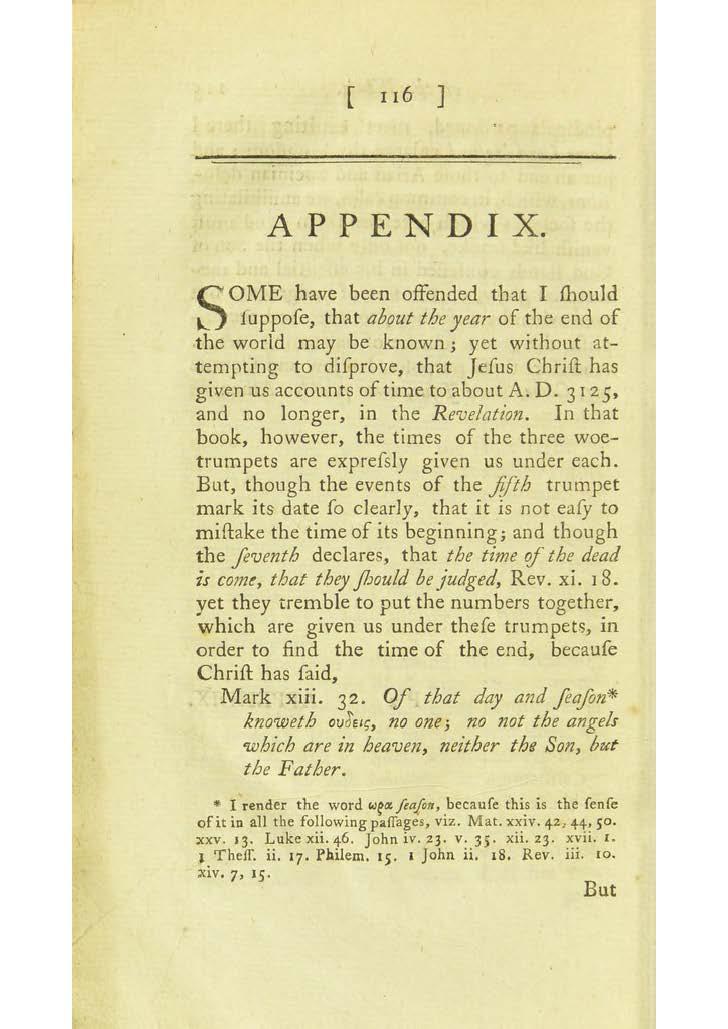 [ 116 ]
APPENDIX.
SOME have been offended that I ſhould
ſuppoſe, that about the year of the end of
the world may be known; yet without at-
tempting to diſprove, that Jeſus Chriſt has
given us accounts of time to about A. D. 3125,
and no longer, in the Revelation. In that
book, however, the times of the three woe-
trumpets are expreſsly given us under each.
But, though the events of the fifth trumpet
mark its date ſo clearly, that it is not eaſy to
miſtake the time of its beginning; and though
the ſeventh declares, that the time of the dead
is come, that they ſhould be judged, Rev. xi. 18.
yet they tremble to put the numbers together,
which are given us under theſe trumpets, in
order to find the time of the end, becauſe
Chriſt has ſaid,
Mark xiii. 32. Of that day and ſeaſon*
knoweth ουδεις, no one; no not the angels
which are in heaven, neither the Son, but
the Father.
* I render the word ωρα ſeaſon, becauſe this is the ſenſe
of it in all the following paſſages, viz. Mat. xxiv. 42, 44, 50.
xxv. 13. Luke xii. 46. John iv. 23. v. 35. xii. 23. xvii. 1.
1 Theſſ. ii. 17. Philem. 15. 1 John ii. 18. Rev. iii. 10.
xiv. 7, 15.
But